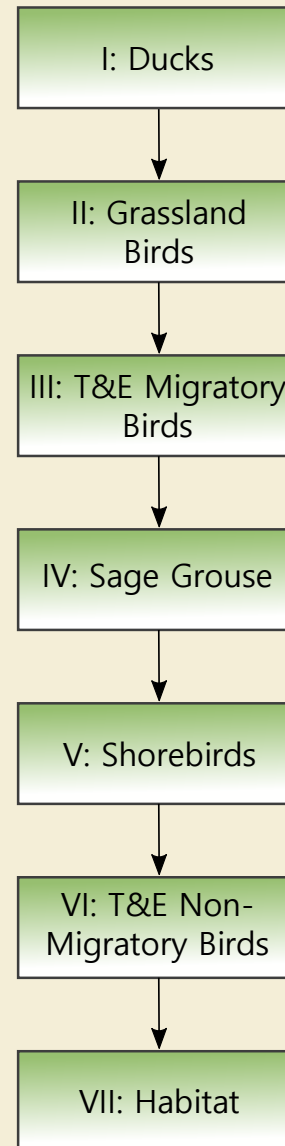 I: Ducks
II: Grassland
Birds
III: T&E Migratory
Birds
IV: Sage Grouse
V: Shorebirds
VI: T&E Non-
Migratory Birds
VII: Habitat